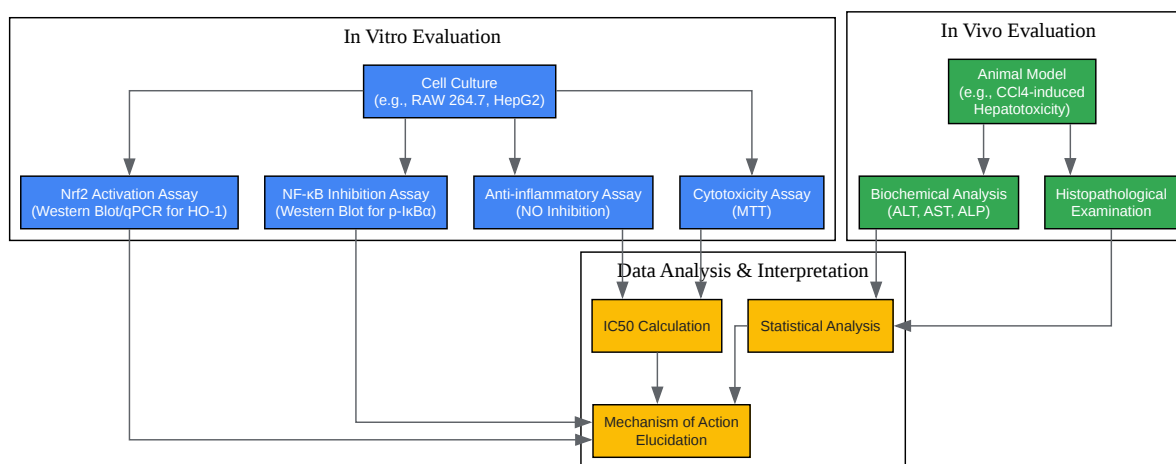 In Vitro Evaluation
Cell Culture
(e.g., RAW 264.7, HepG2)
Nrf2 Activation Assay
(Western Blot/qPCR for HO-1)
NF-κB Inhibition Assay
(Western Blot for p-IκBα)
Anti-inflammatory Assay
(NO Inhibition)
Cytotoxicity Assay
(MTT)
In Vivo Evaluation
Animal Model
(e.g., CCl4-induced
Hepatotoxicity)
Biochemical Analysis
(ALT, AST, ALP)
Histopathological
Examination
Data Analysis & Interpretation
IC50 Calculation
Statistical Analysis
Mechanism of Action
Elucidation